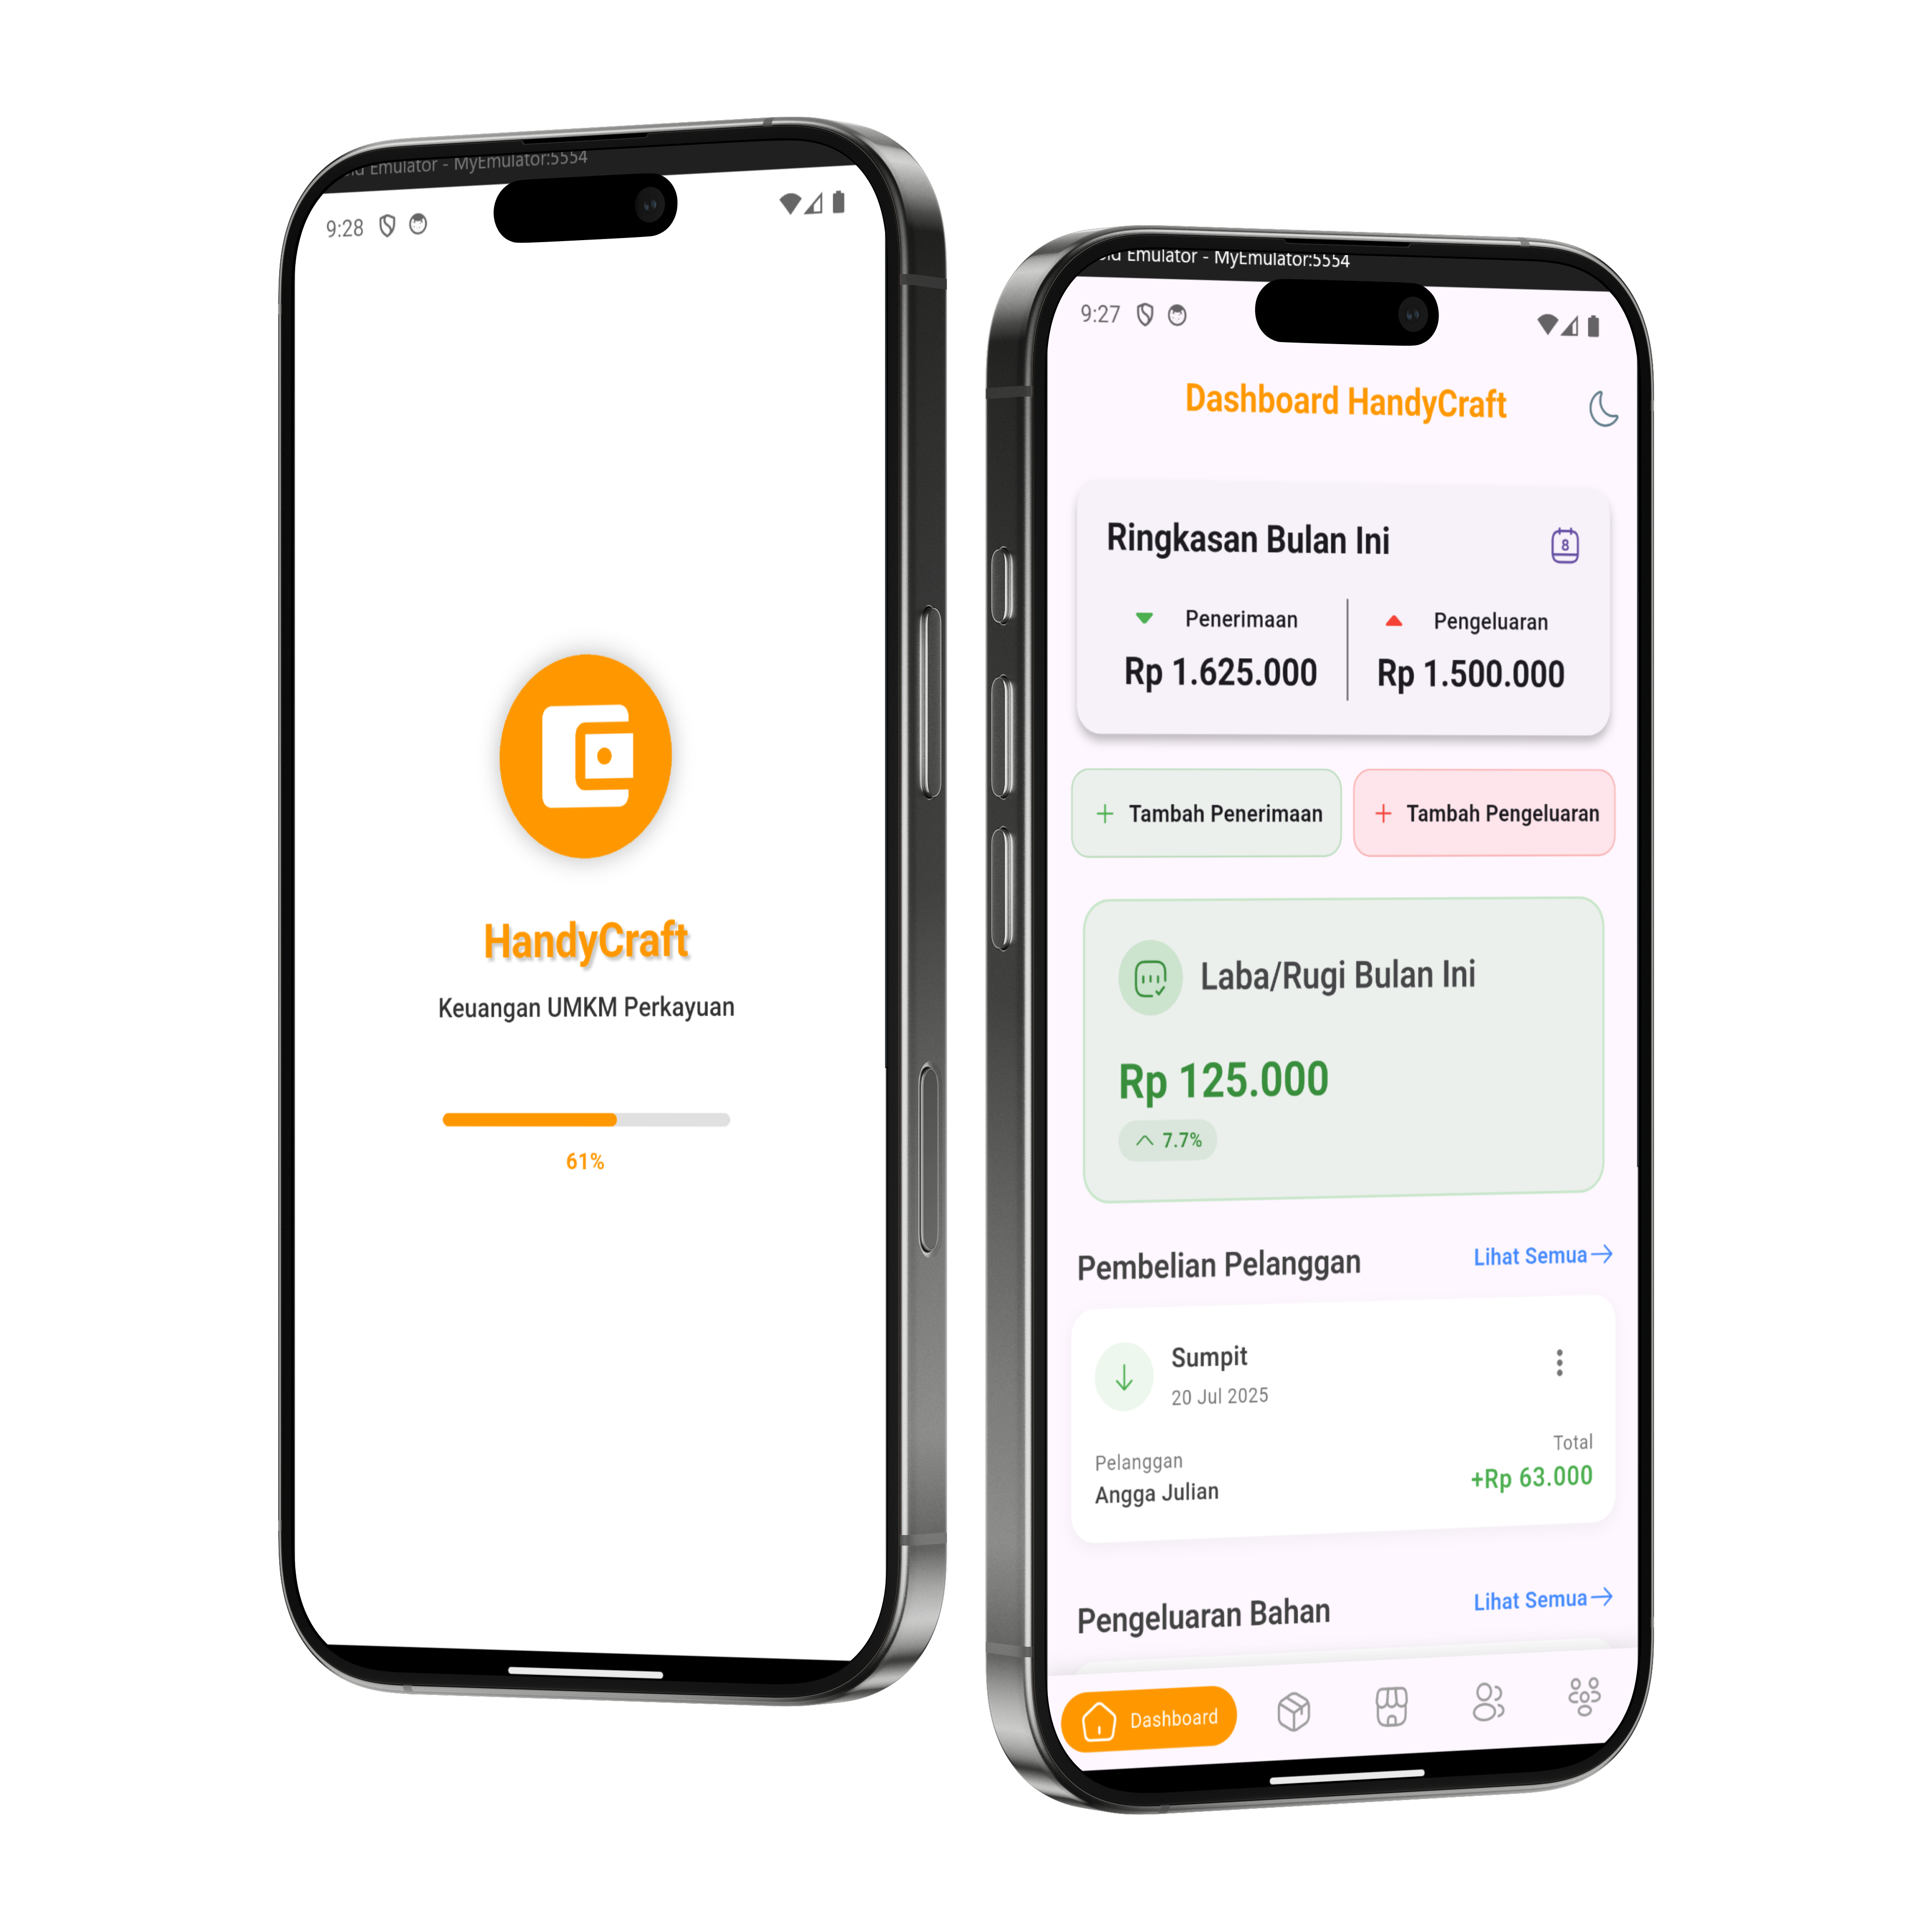 Emulator - MyEmulator:5554
9:28
HandyCraft
Keuangan UMKM Perkayuan
61%
Emulator - MyEmulator:5554
9:27
Dashboard HandyCraft
Ringkasan Bulan Ini
8
Penerimaan
Pengeluaran
Rp 1.625.000
Rp 1.500.000
+ Tambah Penerimaan
+ Tambah Pengeluaran
Laba/Rugi Bulan Ini
Rp 125.000
7.7%
Pembelian Pelanggan
Lihat Semua
Sumpit
20 Jul 2025
Pelanggan
Total
Angga Julian
+Rp 63.000
Pengeluaran Bahan
Lihat Semua
Dashboard